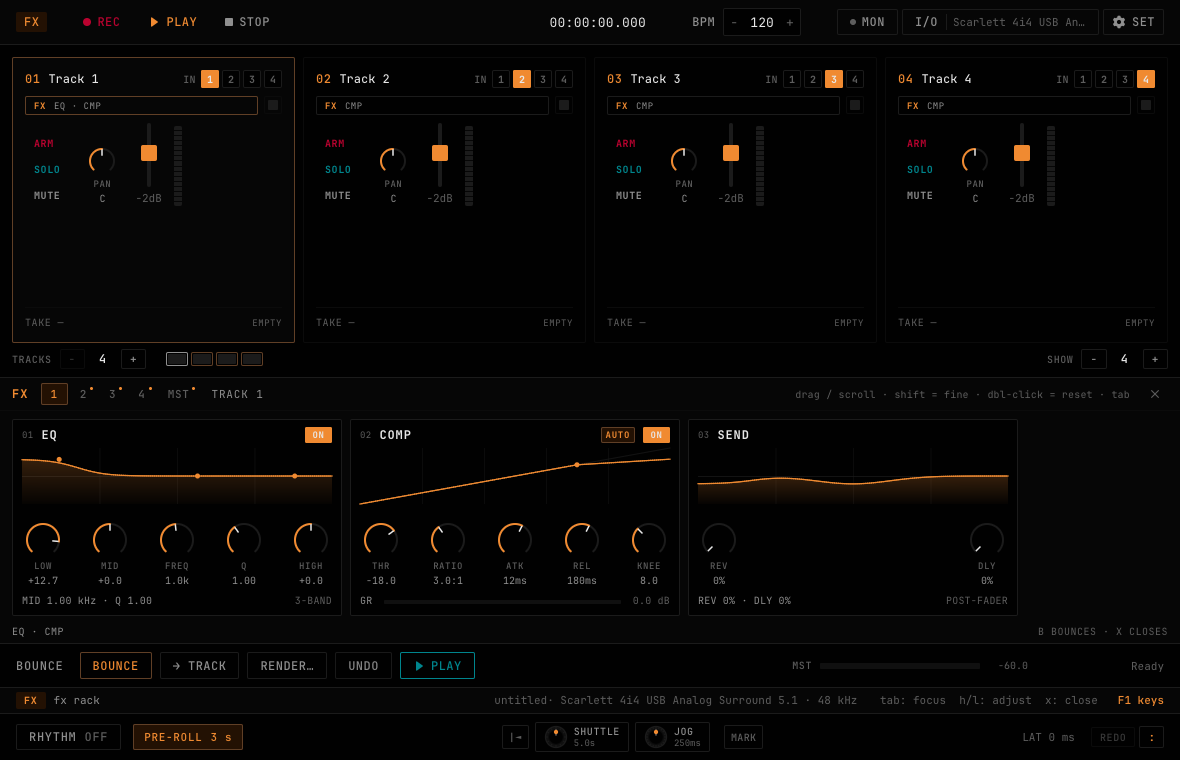 FX REC PLAY STOP 00:00:00.000 BPM - 120 + MON I/O Scarlett 4i4 USB An… SET
01 Track 1 IN 1 2 3 4
FX EQ · CMP
ARM
SOLO
MUTE
PAN
C
-2dB
TAKE — EMPTY
02 Track 2 IN 1 2 3 4
FX CMP
ARM
SOLO
MUTE
PAN
C
-2dB
TAKE — EMPTY
03 Track 3 IN 1 2 3 4
FX CMP
ARM
SOLO
MUTE
PAN
C
-2dB
TAKE — EMPTY
04 Track 4 IN 1 2 3 4
FX CMP
ARM
SOLO
MUTE
PAN
C
-2dB
TAKE — EMPTY
TRACKS - 4 + SHOW - 4 +
FX 1 2 3 4 MST TRACK 1 drag / scroll · shift = fine · dbl-click = reset · tab
01 EQ ON
LOW MID FREQ Q HIGH
+12.7 +0.0 1.0k 1.00 +0.0
MID 1.00 kHz · Q 1.00 3-BAND
02 COMP AUTO ON
THR RATIO ATK REL KNEE
-18.0 3.0:1 12ms 180ms 8.0
GR 0.0 dB
03 SEND
REV DLY
0% 0%
REV 0% · DLY 0% POST-FADER
EQ · CMP B BOUNCES · X CLOSES
BOUNCE BOUNCE → TRACK RENDER… UNDO PLAY MST -60.0 Ready
FX fx rack untitled· Scarlett 4i4 USB Analog Surround 5.1 · 48 kHz tab: focus h/l: adjust x: close F1 keys
RHYTHM OFF PRE-ROLL 3 s SHUTTLE JOG MARK LAT 0 ms REDO :
5.0s 250ms